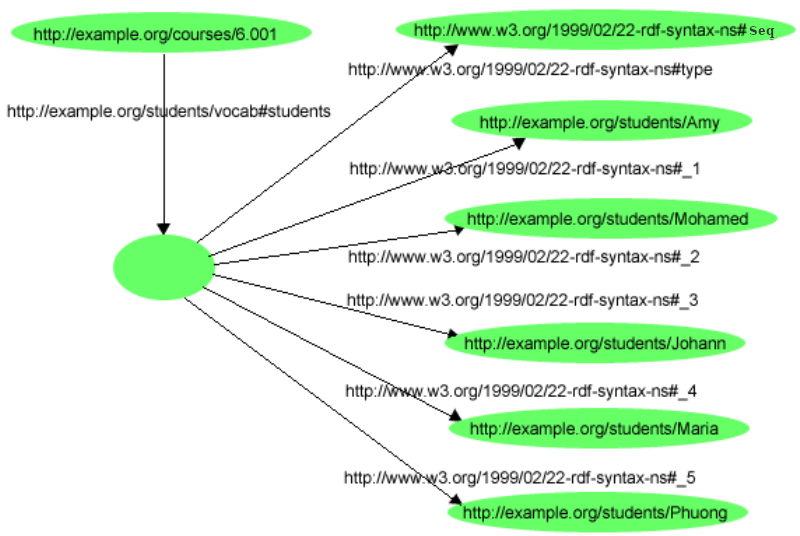 http://example.org/courses/6.001
http://www.w3.org/1999/02/22-rdf-syntax-ns#Seq
http://www.w3.org/1999/02/22-rdf-syntax-ns#type
http://example.org/students/vocab#students
http://example.org/students/Amy
http://www.w3.org/1999/02/22-rdf-syntax-ns#_1
http://example.org/students/Mohamed
http://www.w3.org/1999/02/22-rdf-syntax-ns#_2
http://www.w3.org/1999/02/22-rdf-syntax-ns#_3
http://example.org/students/Johann
http://www.w3.org/1999/02/22-rdf-syntax-ns#_4
http://example.org/students/Maria
http://www.w3.org/1999/02/22-rdf-syntax-ns#_5
http://example.org/students/Phuong